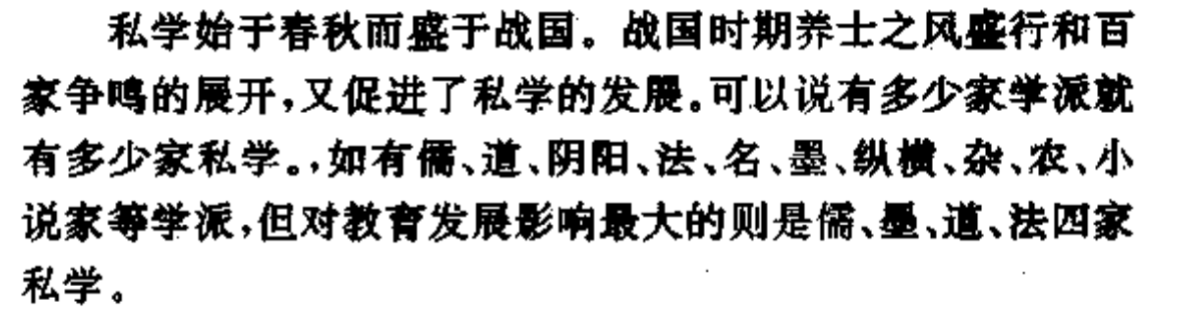 私学始于春秋而盛于战国。战国时期养士之风盛行和百
家争鸣的展开,又促进了私学的发展。可以说有多少家学派就
有多少家私学。,如有儒、道、阴阳、法、名、墨、纵横、杂、农、小
说家等学派,但对教育发展影响最大的则是儒、墨、道、法四家
私学。